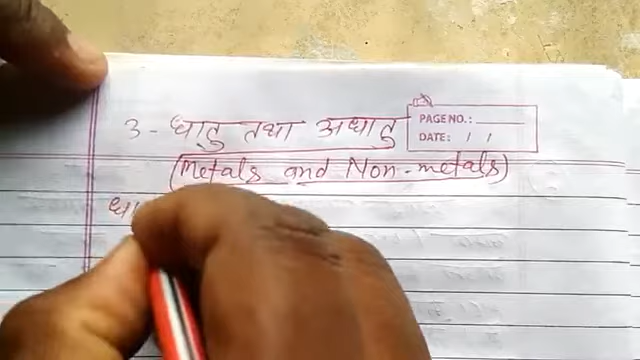 3- धातु तथा अधातु
PAGE NO.:
DATE: / /
(Metals and Non-metals)